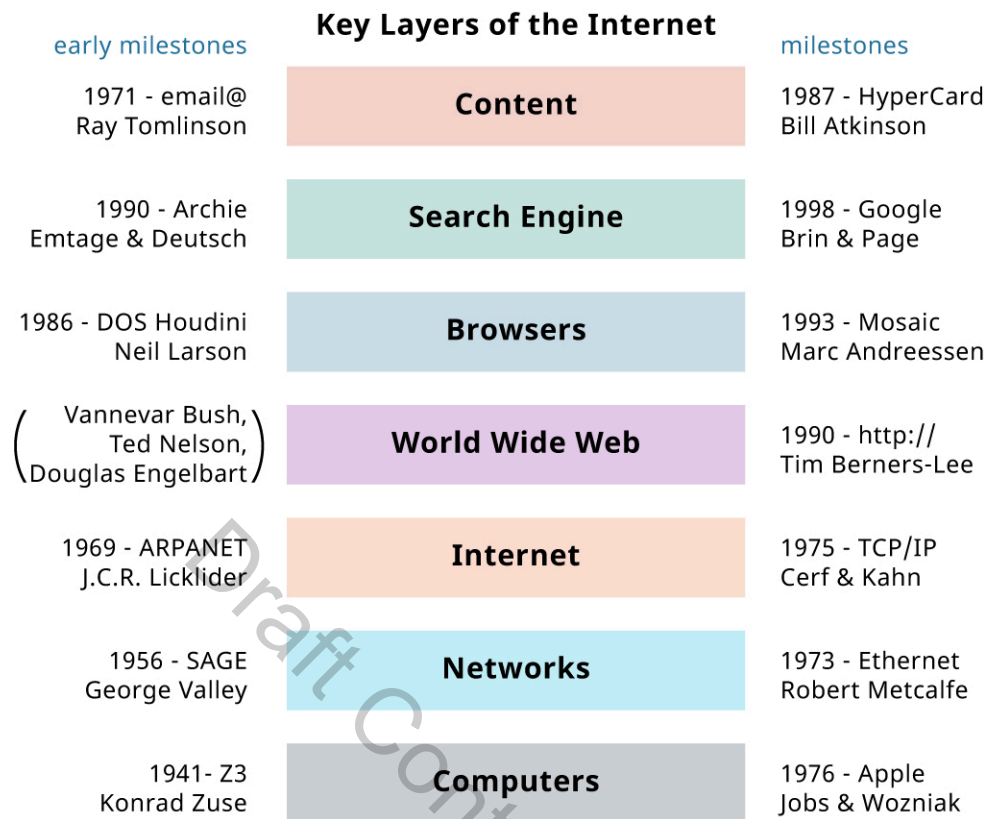 Key Layers of the Internet
early milestones
milestones
1971 - email@
Ray Tomlinson
Content
1987 - HyperCard
Bill Atkinson
1990 - Archie
Emtage & Deutsch
Search Engine
1998 - Google
Brin & Page
1986 - DOS Houdini
Neil Larson
Browsers
1993 - Mosaic
Marc Andreessen
(Vannevar Bush,
Ted Nelson,
Douglas Engelbart)
World Wide Web
1990 - http://
Tim Berners-Lee
1969 - ARPANET
J.C.R. Licklider
Internet
1975 - TCP/IP
Cerf & Kahn
1956 - SAGE
George Valley
Networks
1973 - Ethernet
Robert Metcalfe
1941- Z3
Konrad Zuse
Computers
1976 - Apple
Jobs & Wozniak
Draft